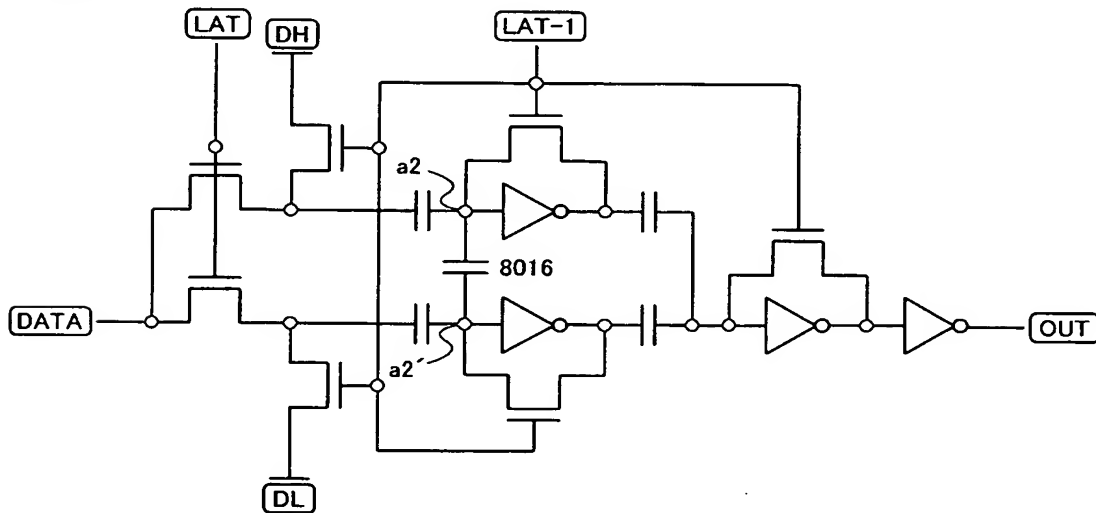 LAT
DH
LAT-1
a2
8016
DATA
a2′
OUT
DL